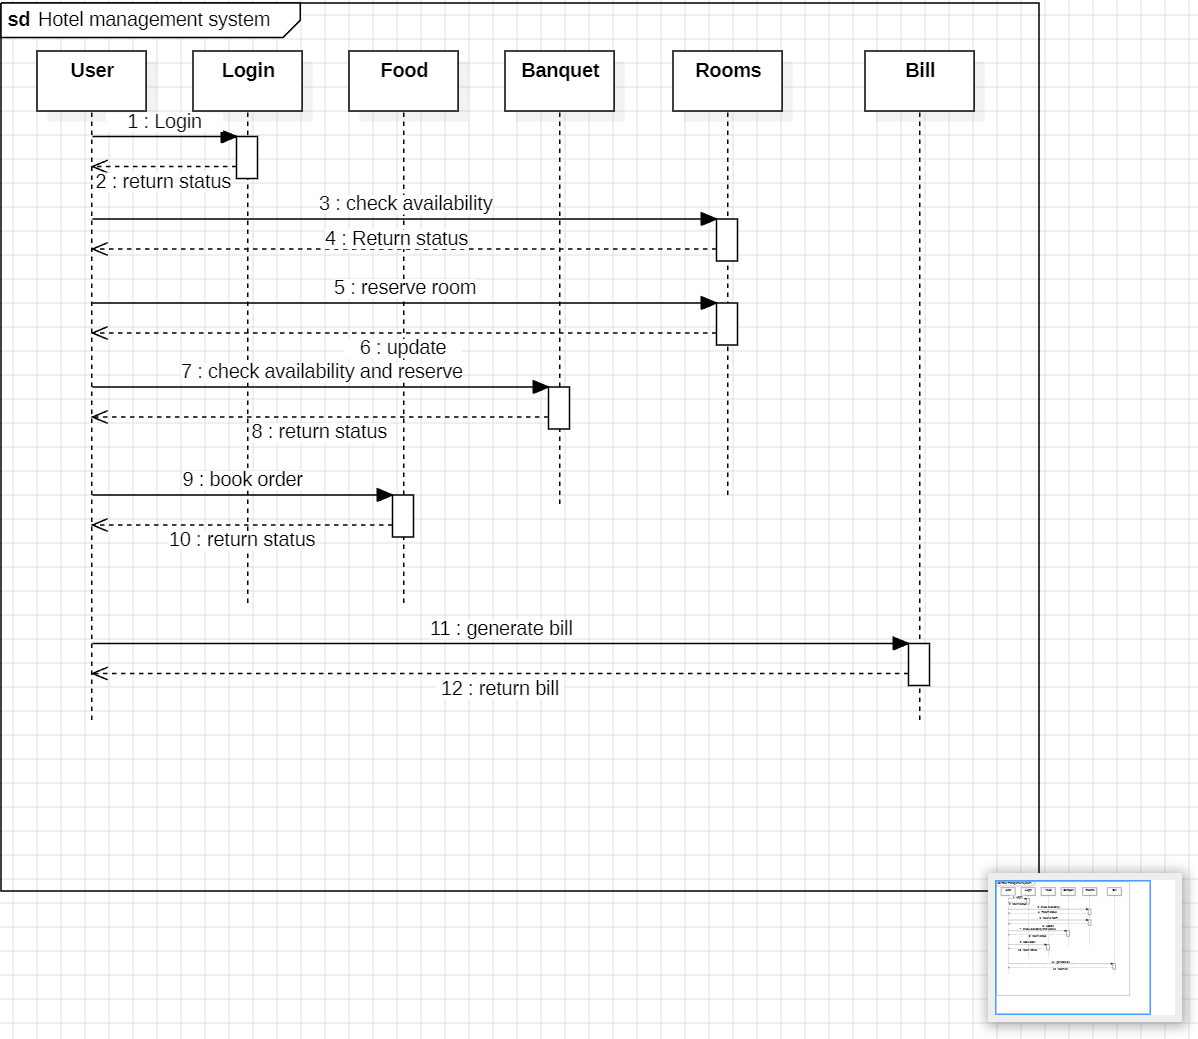 sd Hotel management system
User Login Food Banquet Rooms Bill
1 : Login
2 : return status
3 : check availability
4 : Return status
5 : reserve room
6 : update
7 : check availability and reserve
8 : return status
9 : book order
10 : return status
11 : generate bill
12 : return bill